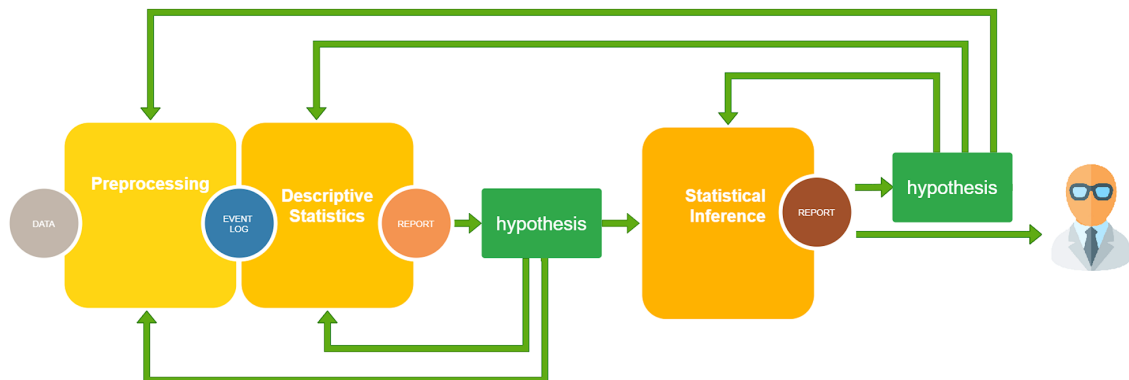 DATA
Preprocessing
EVENT
LOG
Descriptive
Statistics
REPORT
hypothesis
Statistical
Inference
REPORT
hypothesis